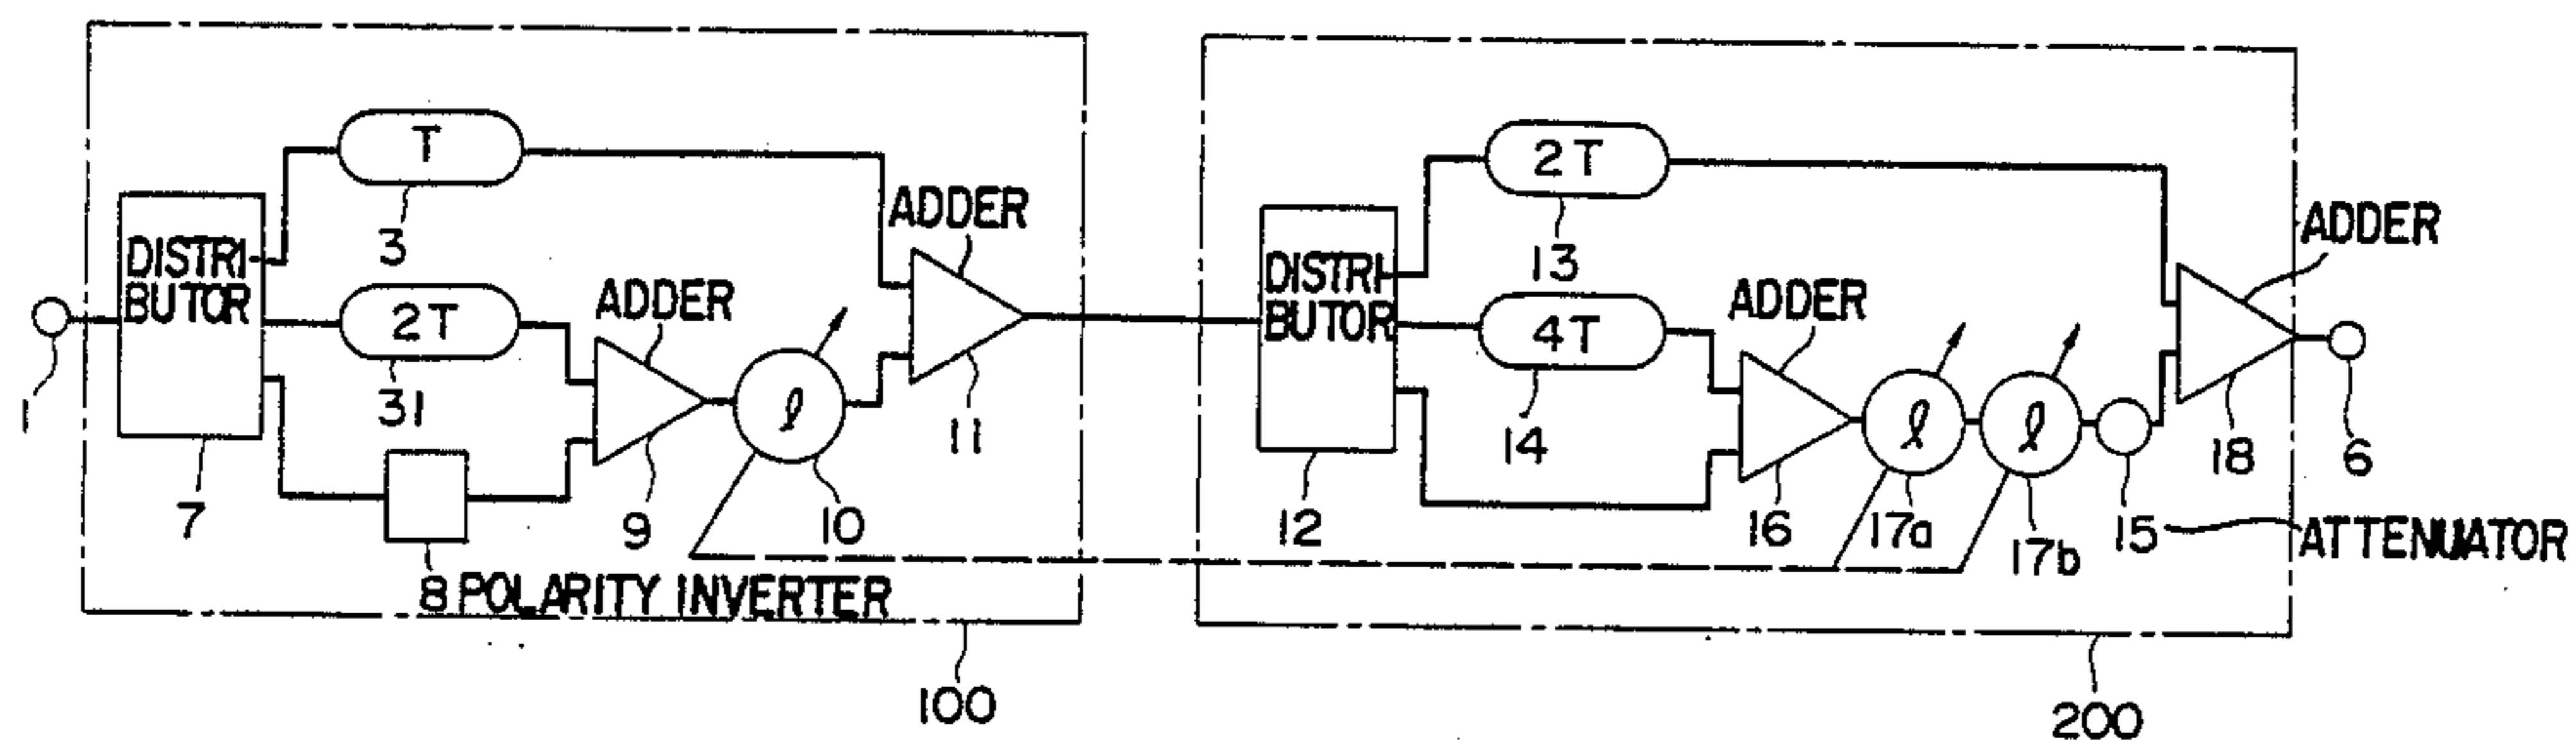 T
3
DISTRI-
BUTOR
2T
31
1
7
8 POLARITY INVERTER
ADDER
9
l
10
ADDER
11
100
DISTRI-
BUTOR
12
2T
13
4T
14
ADDER
16
l
17a
l
17b
15
ATTENUATOR
ADDER
18
6
200